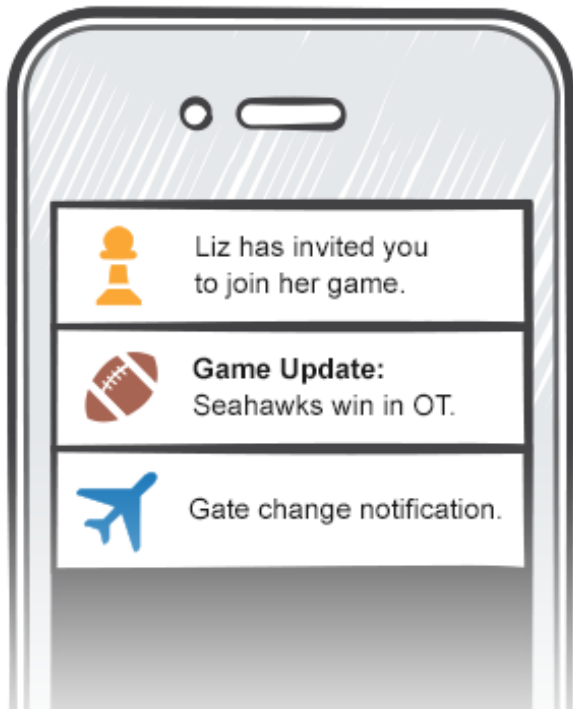 Liz has invited you
to join her game.
Game Update:
Seahawks win in OT.
Gate change notification.